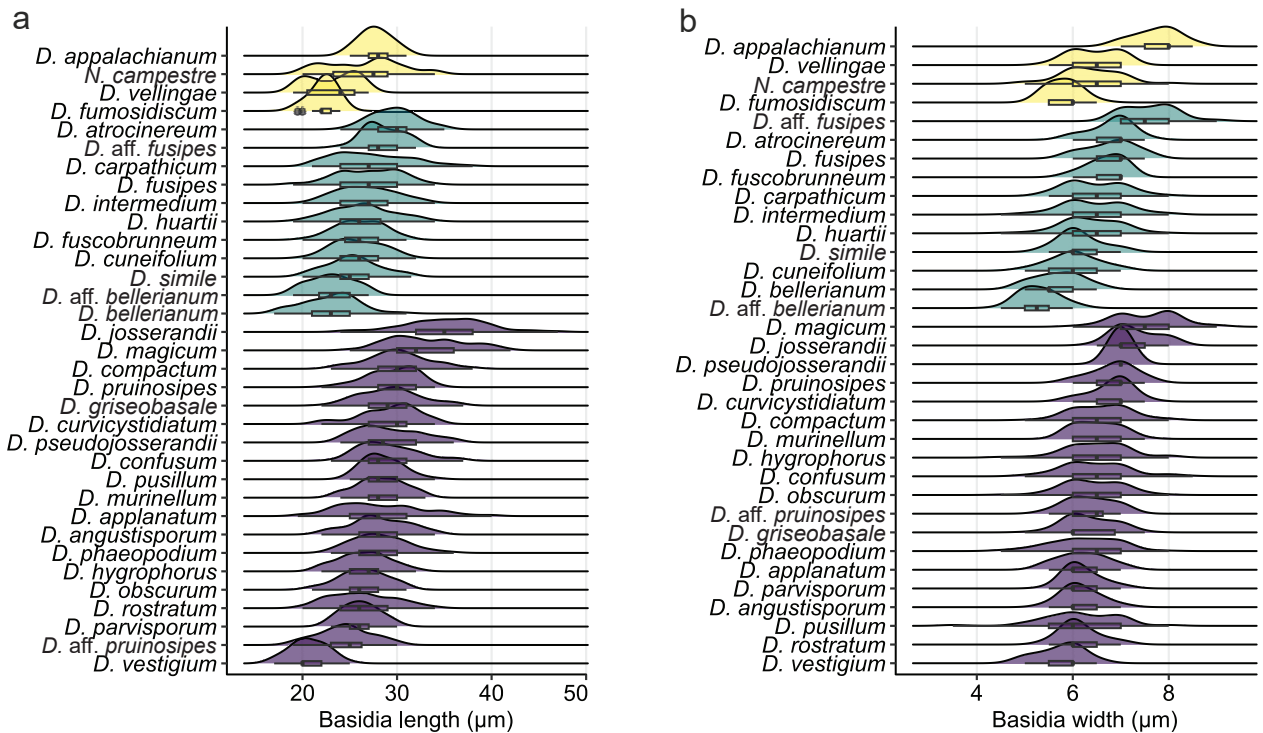 a
D. appalachianum
N. campestre
D. vellingae
D. fumosidiscum
D. atrocinereum
D. aff. fusipes
D. carpathicum
D. fusipes
D. intermedium
D. huartii
D. fuscobrunneum
D. cuneifolium
D. simile
D. aff. bellerianum
D. bellerianum
D. josserandii
D. magicum
D. compactum
D. pruinosipes
D. griseobasale
D. curvicystidiatum
D. pseudojosserandii
D. confusum
D. pusillum
D. murinellum
D. applanatum
D. angustisporum
D. phaeopodium
D. hygrophorus
D. obscurum
D. rostratum
D. parvisporum
D. aff. pruinosipes
D. vestigium
20 30 40 50
Basidia length (µm)
b
D. appalachianum
D. vellingae
N. campestre
D. fumosidiscum
D. aff. fusipes
D. atrocinereum
D. fusipes
D. fuscobrunneum
D. carpathicum
D. intermedium
D. huartii
D. simile
D. cuneifolium
D. bellerianum
D. aff. bellerianum
D. magicum
D. josserandii
D. pseudojosserandii
D. pruinosipes
D. curvicystidiatum
D. compactum
D. murinellum
D. hygrophorus
D. confusum
D. obscurum
D. aff. pruinosipes
D. griseobasale
D. phaeopodium
D. applanatum
D. parvisporum
D. angustisporum
D. pusillum
D. rostratum
D. vestigium
4 6 8
Basidia width (µm)